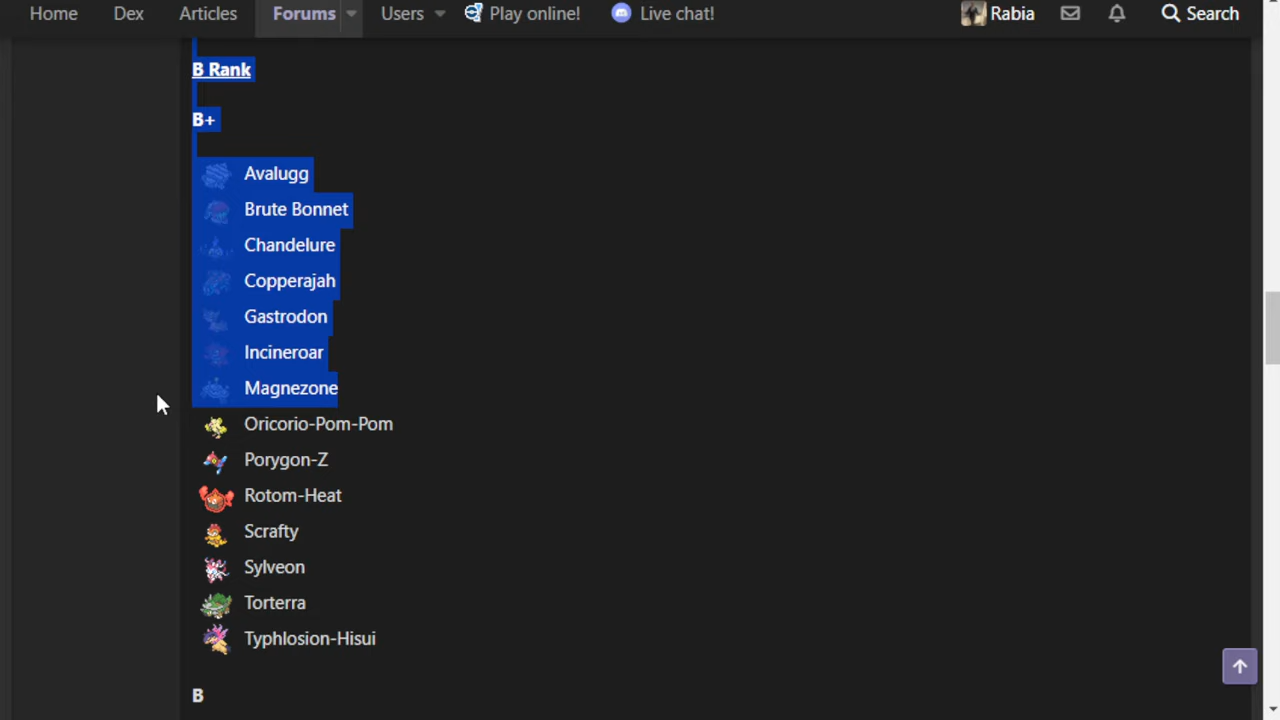 Home Dex Articles Forums Users Play online! Live chat! Rabia Search
B Rank
B+
Avalugg
Brute Bonnet
Chandelure
Copperajah
Gastrodon
Incineroar
Magnezone
Oricorio-Pom-Pom
Porygon-Z
Rotom-Heat
Scrafty
Sylveon
Torterra
Typhlosion-Hisui
B